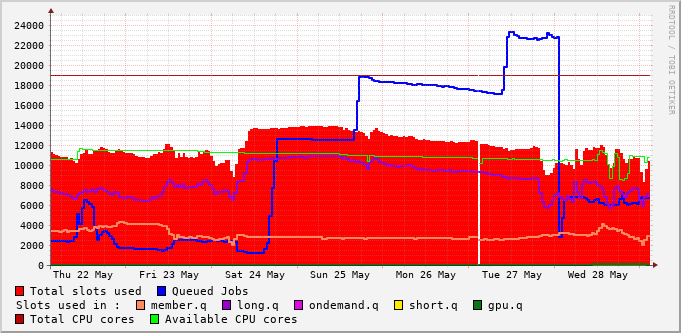 24000
22000
20000
18000
16000
14000
12000
10000
8000
6000
4000
2000
0
Thu 22 May Fri 23 May Sat 24 May Sun 25 May Mon 26 May Tue 27 May Wed 28 May
Total slots used Queued Jobs
Slots used in : member.q long.q ondemand.q short.q gpu.q
Total CPU cores Available CPU cores
RRDTOOL / TOBI OETIKER